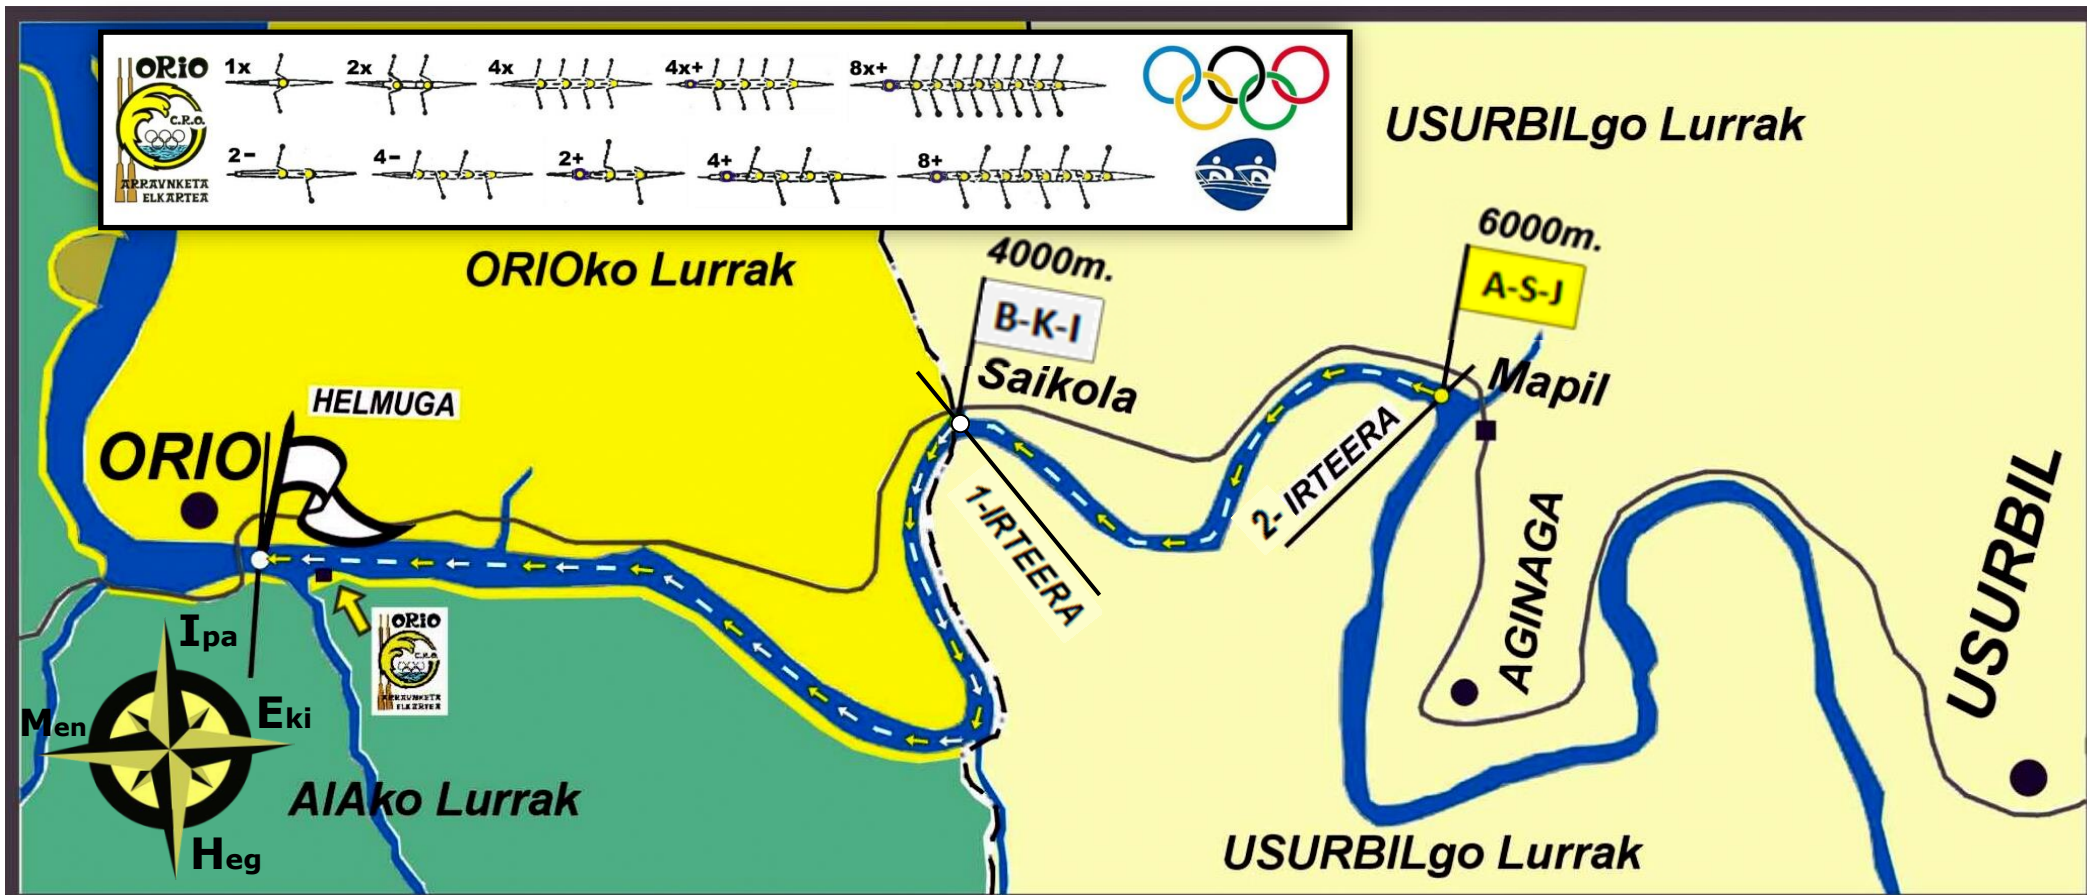 ORIO
C.R.O.
ARRAUNKETA
ELKARTEA
1x
2x
4x
4x+
8x+
2-
4-
2+
4+
8+
USURBILgo Lurrak
ORIOko Lurrak
4000m.
B-K-I
Saikola
6000m.
A-S-J
Mapil
HELMUGA
ORIO
1-IRTEERA
2- IRTEERA
AGINAGA
USURBIL
ORIO
C.R.O.
ARRAUNKETA
ELKARTEA
Ipa
Men
Eki
Heg
AIAko Lurrak
USURBILgo Lurrak